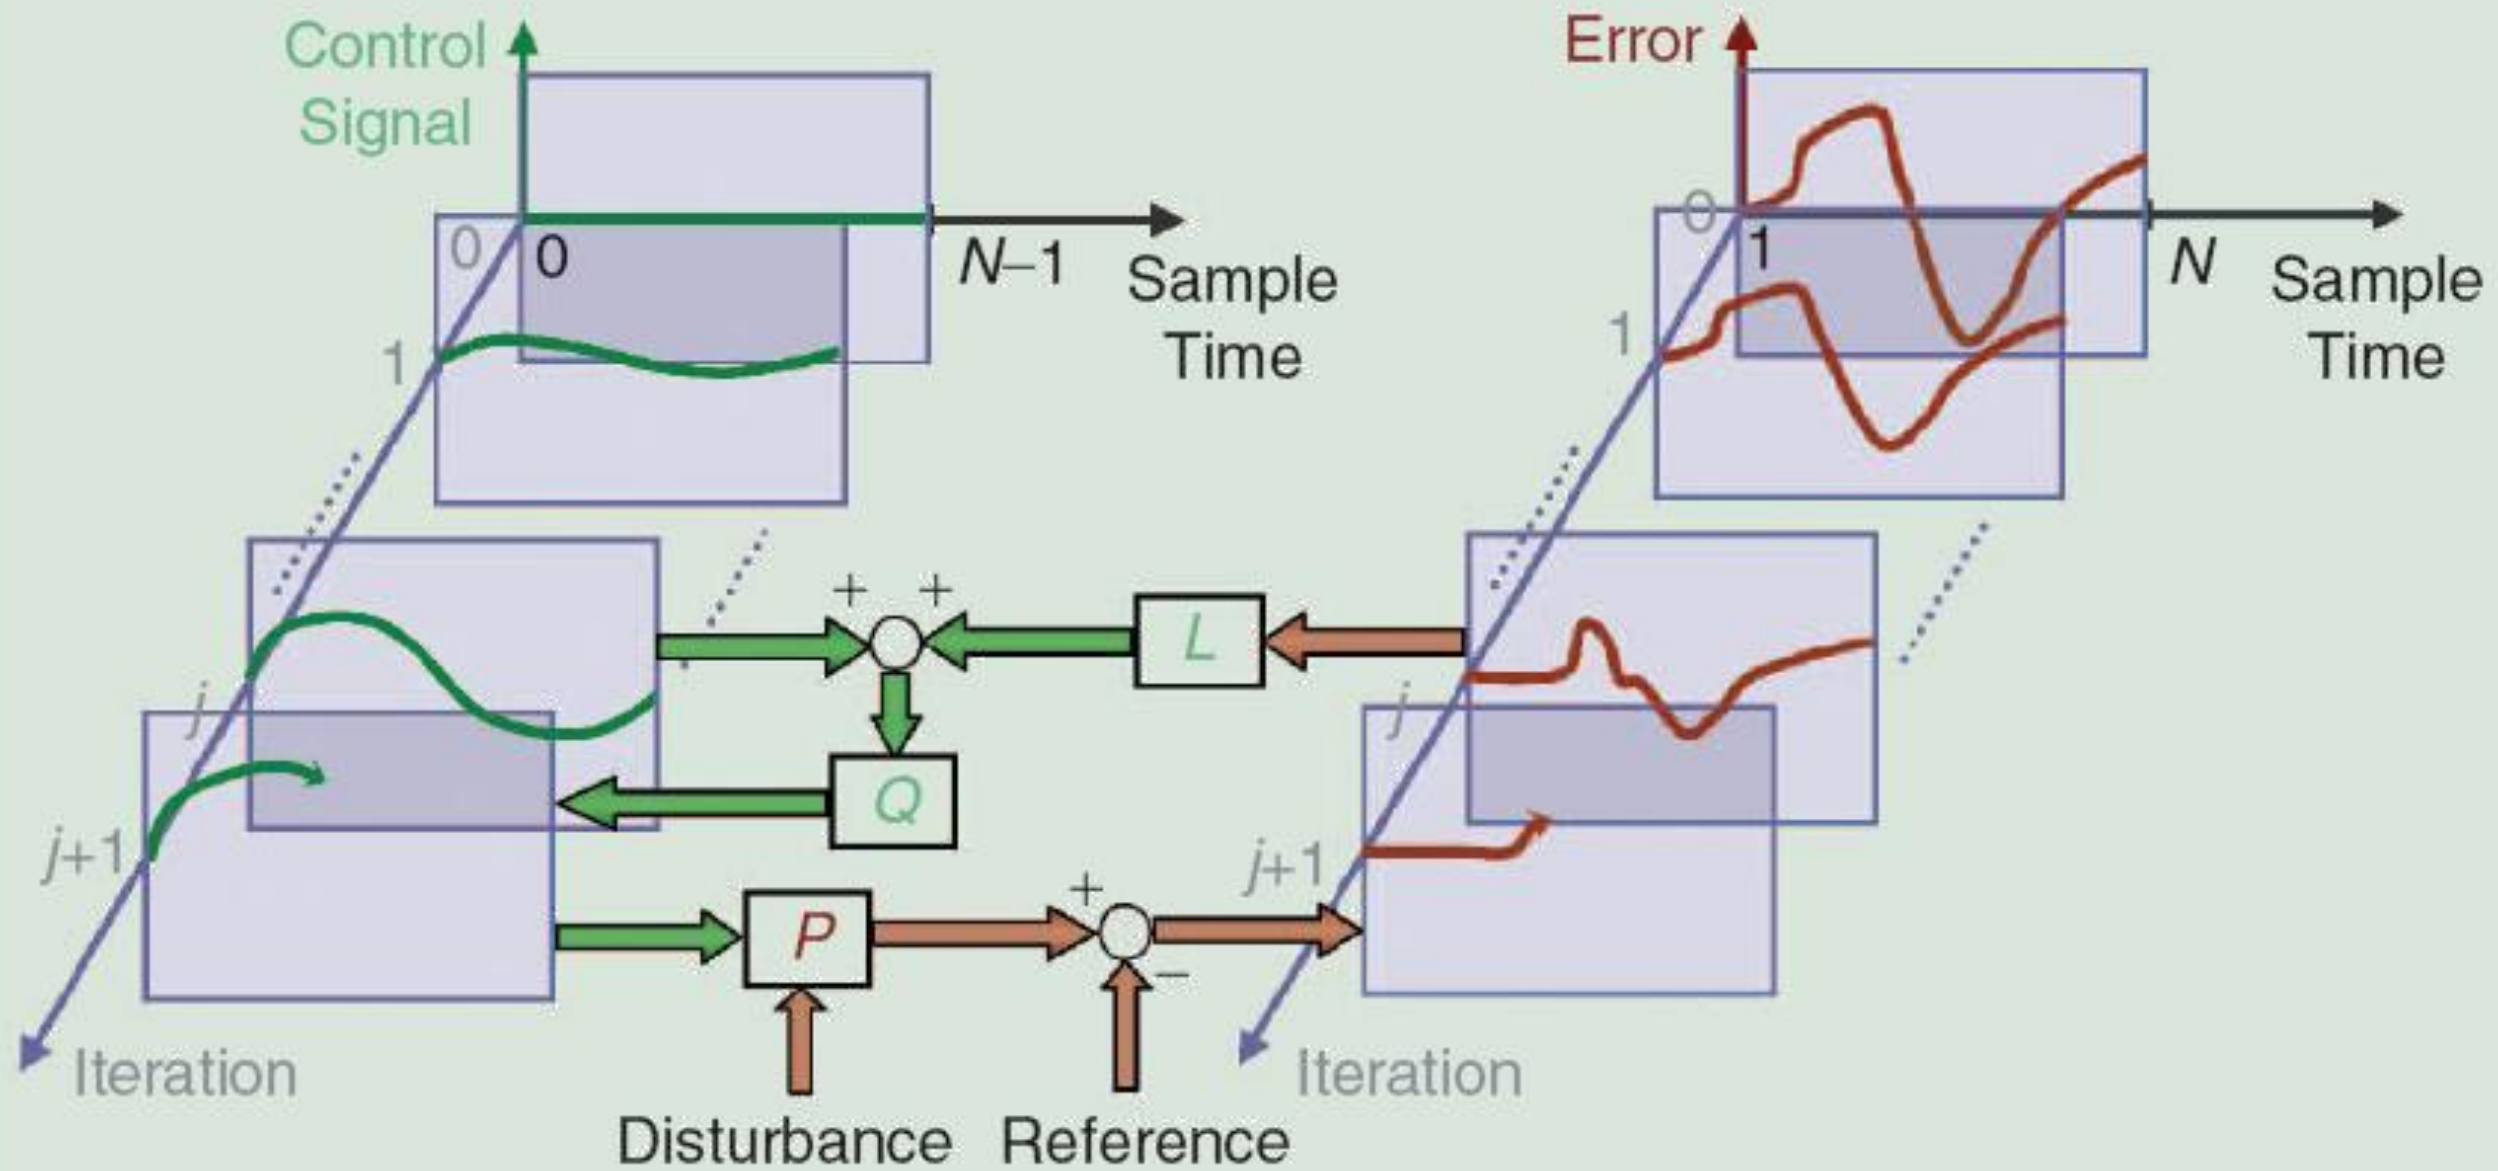 Control
Signal
Error
0
0
N–1
Sample
Time
0
1
N
Sample
Time
1
1
+
+
L
j
j
Q
j+1
j+1
+
P
–
Iteration
Iteration
Disturbance
Reference